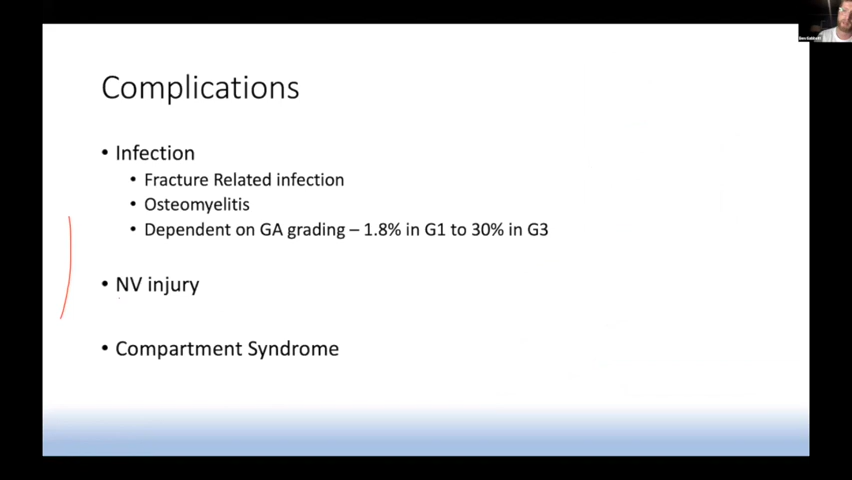 Complications
• Infection
• Fracture Related infection
• Osteomyelitis
• Dependent on GA grading – 1.8% in G1 to 30% in G3
• NV injury
• Compartment Syndrome